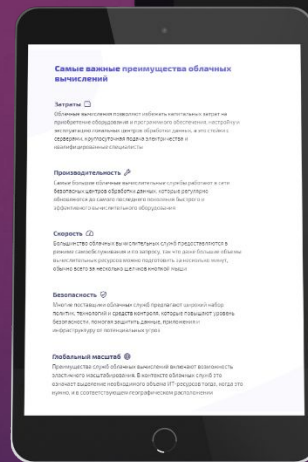 Самые важные преимущества облачных
вычислений
Затраты
Облачные вычисления позволяют избежать капитальных затрат на
приобретение оборудования и программного обеспечения, настройку и
эксплуатацию локальных центров обработки данных, а это стойки с
серверами, круглосуточная подача электричества и
квалифицированные специалисты
Производительность
Самые большие облачные вычислительные службы работают в сети
безопасных центров обработки данных, которые регулярно
обновляются до самого последнего поколения быстрого и
эффективного вычислительного оборудования
Скорость
Большинство облачных вычислительных служб предоставляются в
режиме самообслуживания и по запросу, так что даже большие объёмы
вычислительных ресурсов можно подготовить за несколько минут,
обычно всего за несколько щелчков кнопкой мыши
Безопасность
Многие поставщики облачных служб предлагают широкий набор
политик, технологий и средств контроля, которые повышают уровень
безопасности, помогая защитить данные, приложения и
инфраструктуру от потенциальных угроз
Глобальный масштаб
Преимущества служб облачных вычислений включают возможность
эластичного масштабирования. В контексте облачных служб это
означает выделение необходимого объема ИТ-ресурсов тогда, когда это
нужно, и в соответствующем географическом расположении